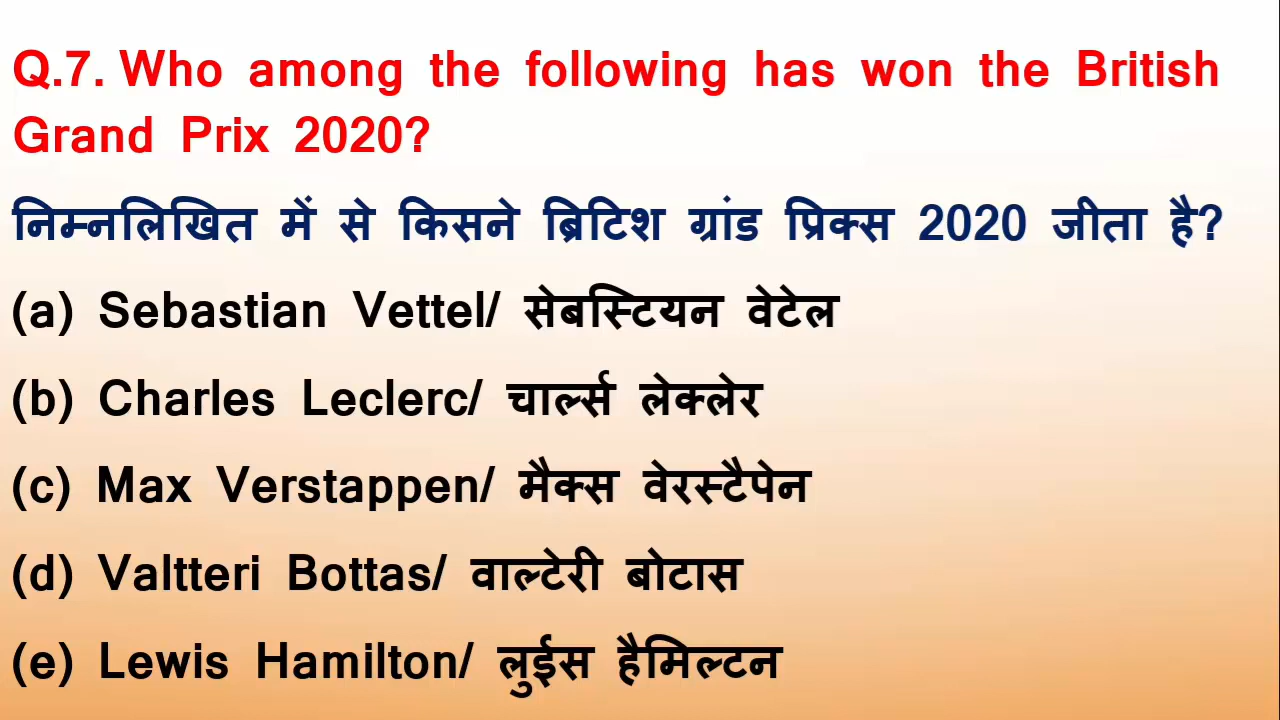 Q.7. Who among the following has won the British
Grand Prix 2020?
निम्नलिखित में से किसने ब्रिटिश ग्रांड प्रिक्स 2020 जीता है?
(a) Sebastian Vettel/ सेबस्टियन वेटेल
(b) Charles Leclerc/ चार्ल्स लेक्लेर
(c) Max Verstappen/ मैक्स वेरस्टैपेन
(d) Valtteri Bottas/ वाल्टेरी बोटास
(e) Lewis Hamilton/ लुईस हैमिल्टन